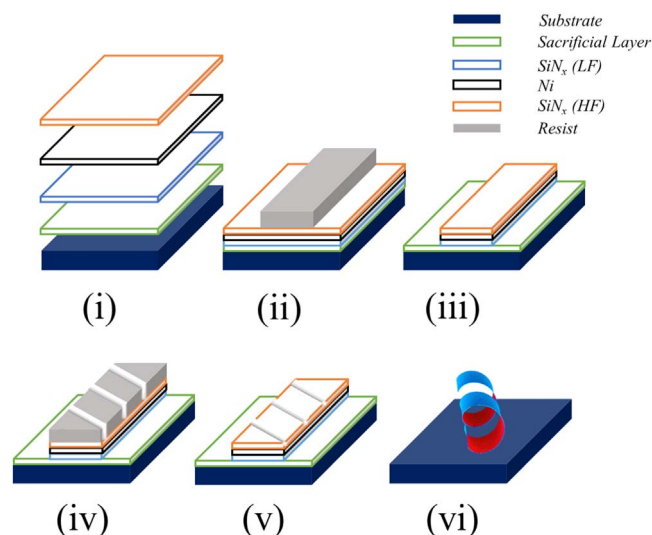 Substrate
Sacrificial Layer
SiNₓ (LF)
Ni
SiNₓ (HF)
Resist
(i)
(ii)
(iii)
(iv)
(v)
(vi)